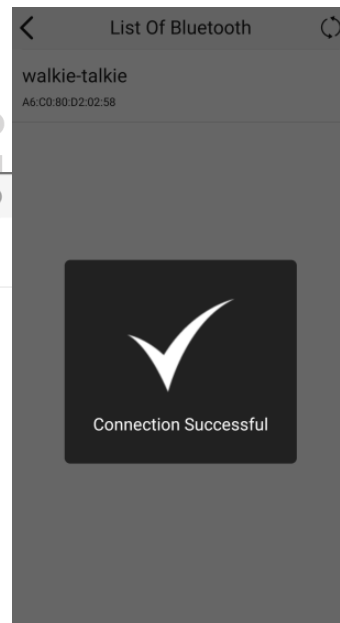 List Of Bluetooth
walkie-talkie
A6:C0:80:D2:02:58
Connection Successful